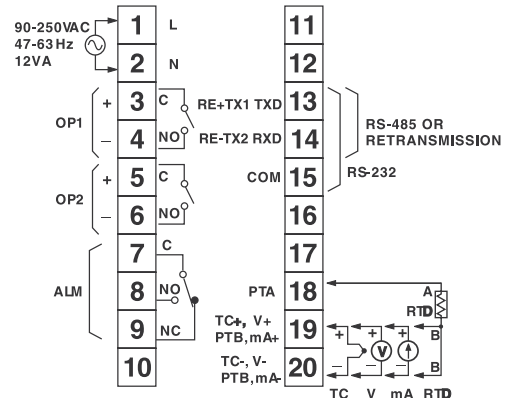 90-250VAC
47-63Hz
12VA
1 L
2 N
OP1
+ 3 C
− 4 NO
OP2
+ 5 C
− 6 NO
ALM
7 C
8 NO
9 NC
10
11
12
RE+TX1 TXD 13
RE-TX2 RXD 14
RS-485 OR
RETRANSMISSION
COM 15
RS-232
16
17
PTA 18
A
RTD
TC+, V+
PTB, mA+
19
+ + + B
V
TC-, V-
PTB, mA-
20
− − − B
TC V mA RTD